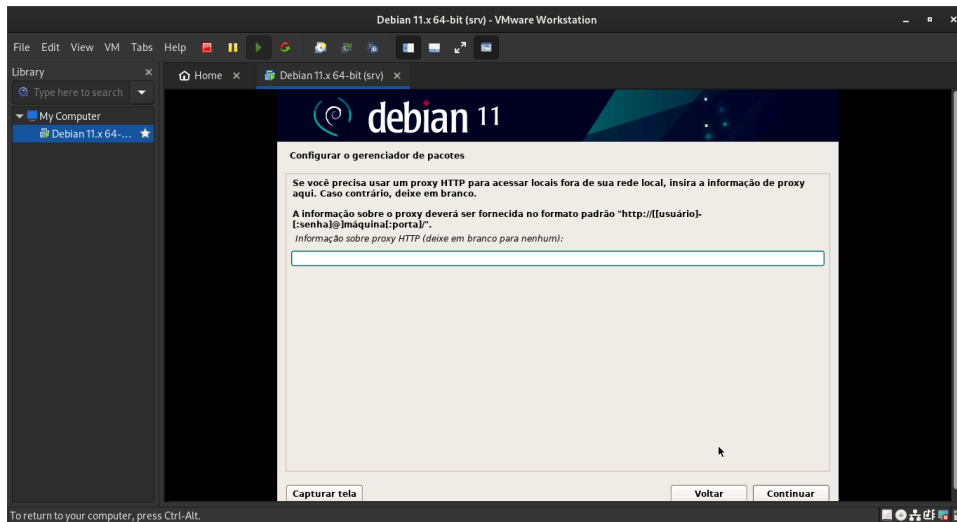 Debian 11.x 64-bit (srv) - VMware Workstation
File Edit View VM Tabs Help
Library
Home
Debian 11.x 64-bit (srv)
Type here to search
My Computer
Debian 11.x 64-...
debian 11
Configurar o gerenciador de pacotes
Se você precisa usar um proxy HTTP para acessar locais fora de sua rede local, insira a informação de proxy
aqui. Caso contrário, deixe em branco.
A informação sobre o proxy deverá ser fornecida no formato padrão "http://[[usuário]-
[:senha]@]máquina[:porta]/".
Informação sobre proxy HTTP (deixe em branco para nenhum):
Capturar tela
Voltar
Continuar
To return to your computer, press Ctrl-Alt.